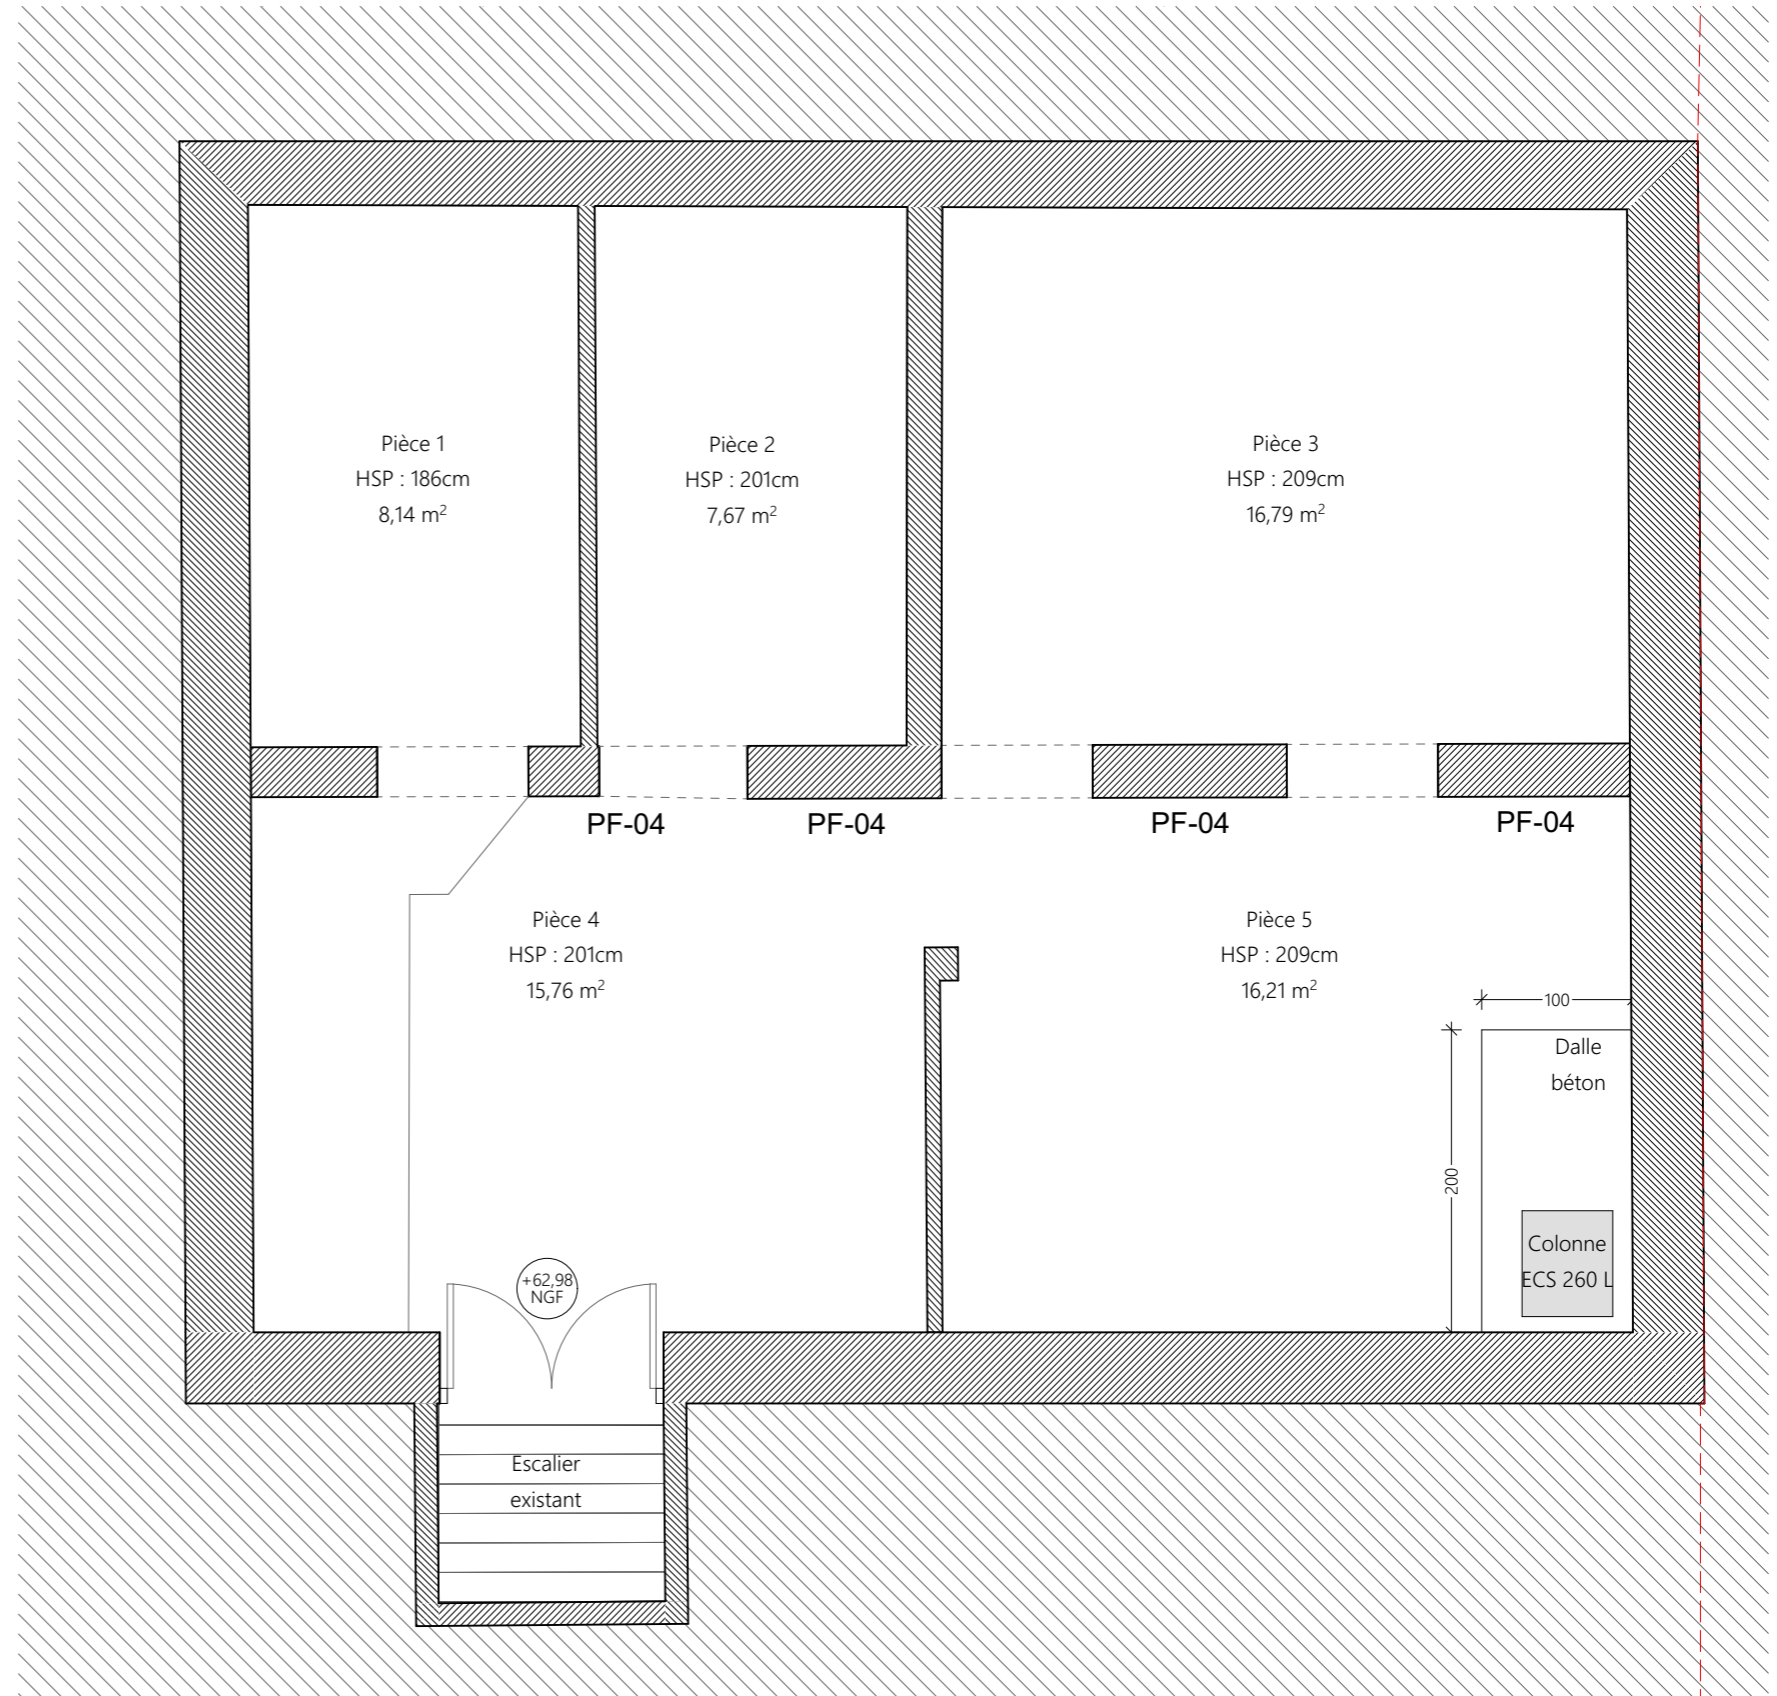 Pièce 1
HSP : 186cm
8,14 m²
Pièce 2
HSP : 201cm
7,67 m²
Pièce 3
HSP : 209cm
16,79 m²
PF-04
PF-04
PF-04
PF-04
Pièce 4
HSP : 201cm
15,76 m²
Pièce 5
HSP : 209cm
16,21 m²
100
Dalle
béton
200
Colonne
ECS 260 L
+62,98
NGF
Escalier
existant